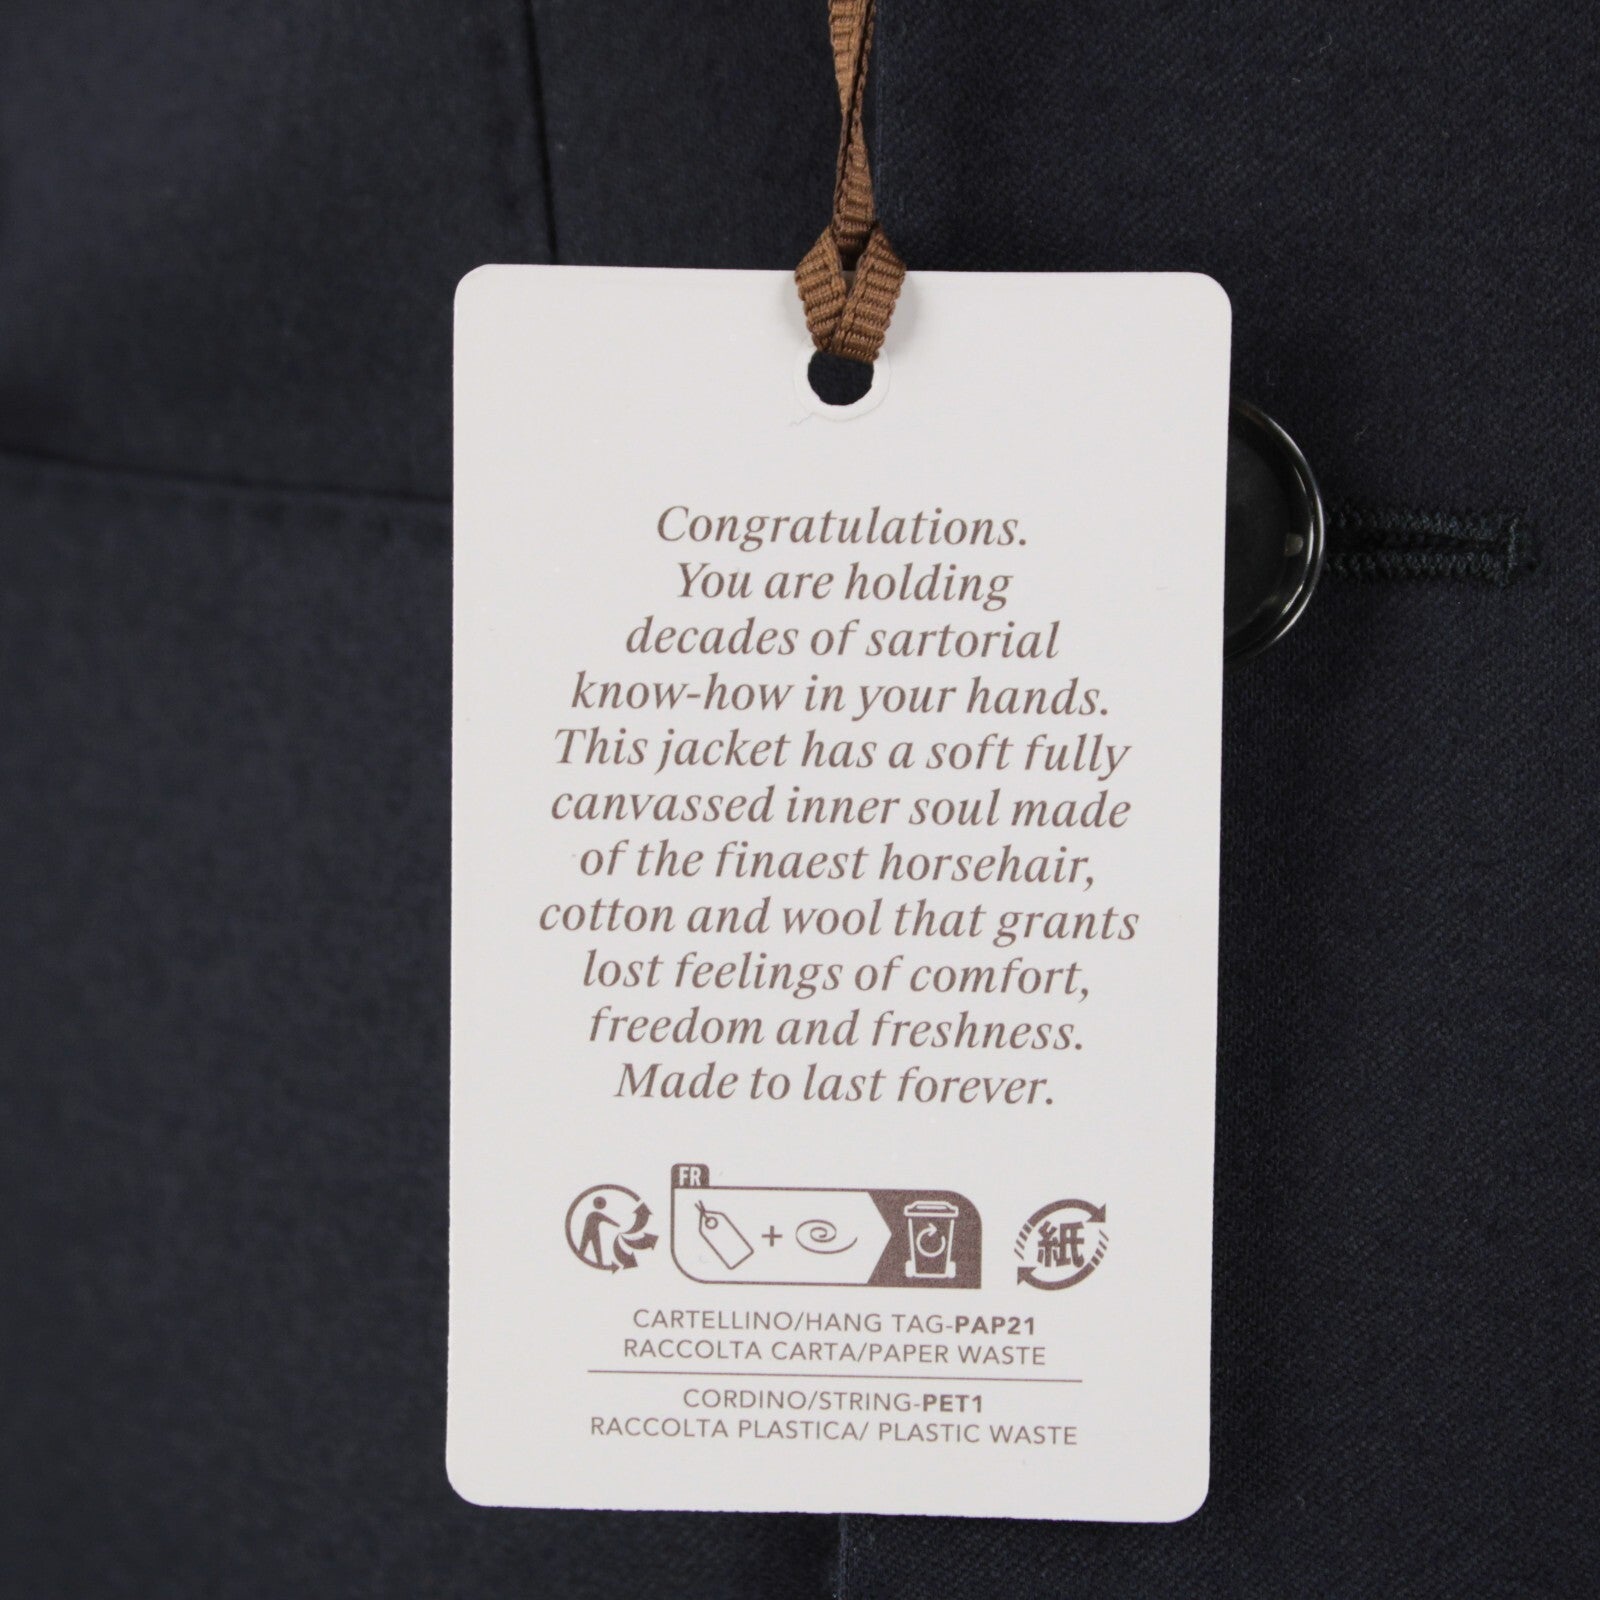 Congratulations.
You are holding
decades of sartorial
know-how in your hands.
This jacket has a soft fully
canvassed inner soul made
of the finaest horsehair,
cotton and wool that grants
lost feelings of comfort,
freedom and freshness.
Made to last forever.
FR
+
紙
CARTELLINO/HANG TAG-PAP21
RACCOLTA CARTA/PAPER WASTE
CORDINO/STRING-PET1
RACCOLTA PLASTICA/ PLASTIC WASTE